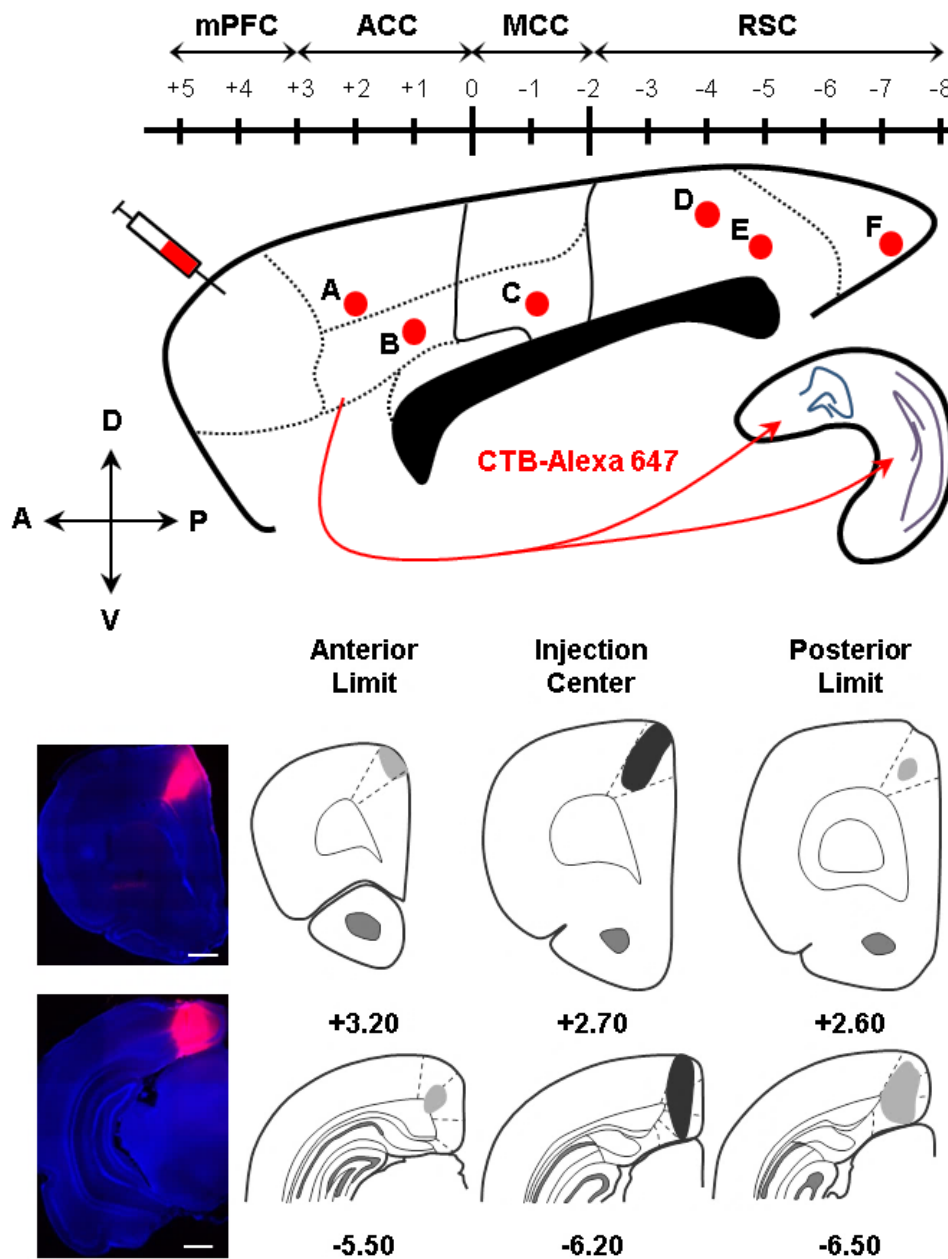 mPFC ACC MCC RSC
+5 +4 +3 +2 +1 0 -1 -2 -3 -4 -5 -6 -7 -8
D
E
F
A
C
B
D
CTB-Alexa 647
A P
V
Anterior Limit
Injection Center
Posterior Limit
+3.20 +2.70 +2.60
-5.50 -6.20 -6.50